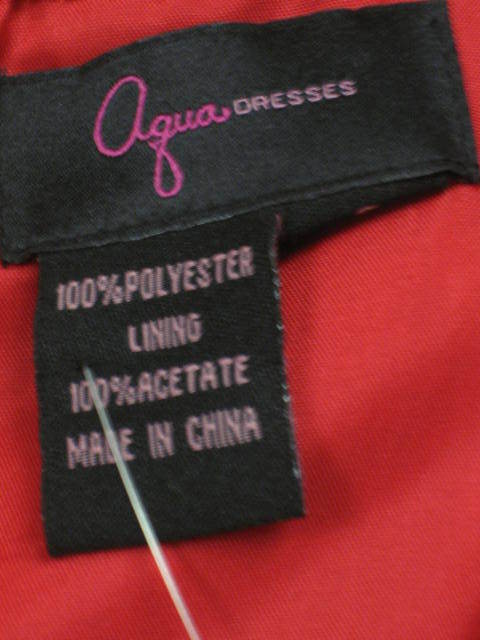 Aqua DRESSES
100%POLYESTER
LINING
100%ACETATE
MADE IN CHINA